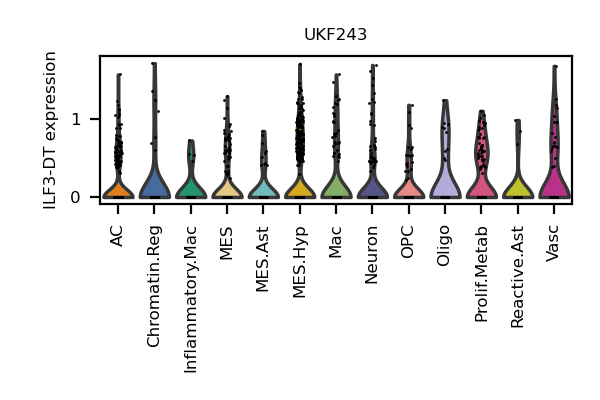 UKF243
ILF3-DT expression
1
0
AC
Chromatin.Reg
Inflammatory.Mac
MES
MES.Ast
MES.Hyp
Mac
Neuron
OPC
Oligo
Prolif.Metab
Reactive.Ast
Vasc